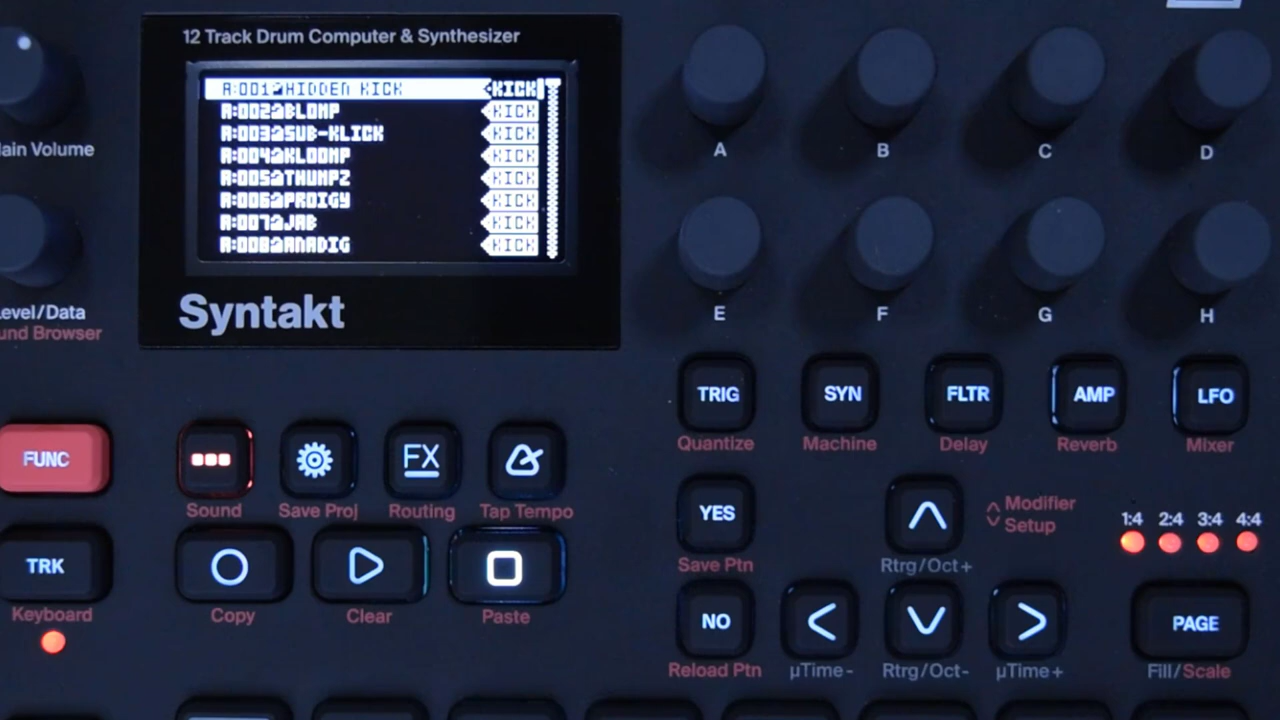 12 Track Drum Computer & Synthesizer
A:001 HIDDEN KICK KICK
A:002 BLOMP KICK
A:003 SUB-KLICK KICK
A:004 KLOOMP KICK
A:005 THUMPZ KICK
A:006 PRODIGY KICK
A:007 JAB KICK
A:008 ANADIG KICK
Syntakt
ain Volume
evel/Data
und Browser
A B C D
E F G H
TRIG SYN FLTR AMP LFO
Quantize Machine Delay Reverb Mixer
FUNC FX
Sound Save Proj Routing Tap Tempo
TRK
Keyboard Copy Clear Paste
YES
Save Ptn Rtrg/Oct+
Modifier
Setup
1:4 2:4 3:4 4:4
NO PAGE
Reload Ptn µTime- Rtrg/Oct- µTime+ Fill/Scale